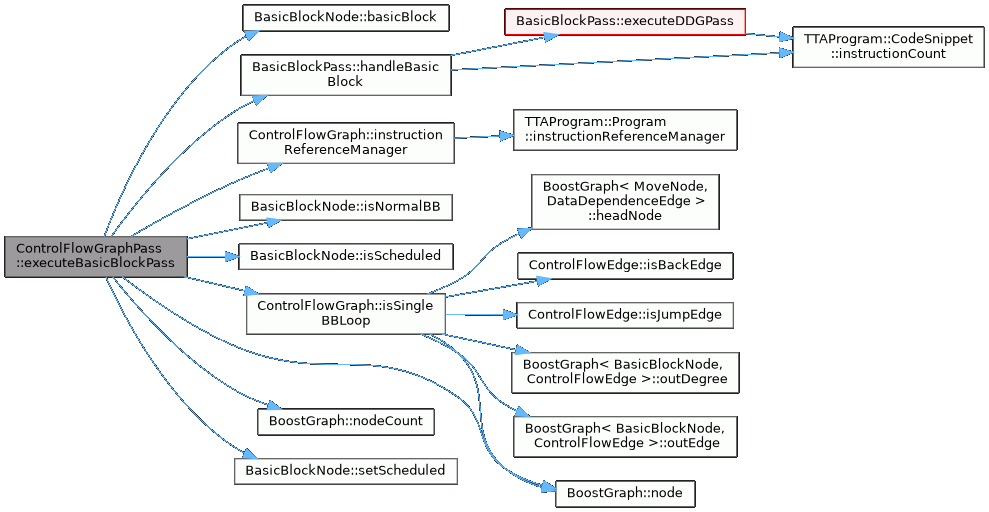 ControlFlowGraphPass
::executeBasicBlockPass
BasicBlockNode::basicBlock
BasicBlockPass::handleBasic
Block
ControlFlowGraph::instruction
ReferenceManager
BasicBlockNode::isNormalBB
BasicBlockNode::isScheduled
ControlFlowGraph::isSingle
BBLoop
BoostGraph::nodeCount
BasicBlockNode::setScheduled
BasicBlockPass::executeDDGPass
TTAProgram::Program
::instructionReferenceManager
BoostGraph< MoveNode,
DataDependenceEdge >
::headNode
ControlFlowEdge::isBackEdge
ControlFlowEdge::isJumpEdge
BoostGraph< BasicBlockNode,
ControlFlowEdge >::outDegree
BoostGraph< BasicBlockNode,
ControlFlowEdge >::outEdge
BoostGraph::node
TTAProgram::CodeSnippet
::instructionCount